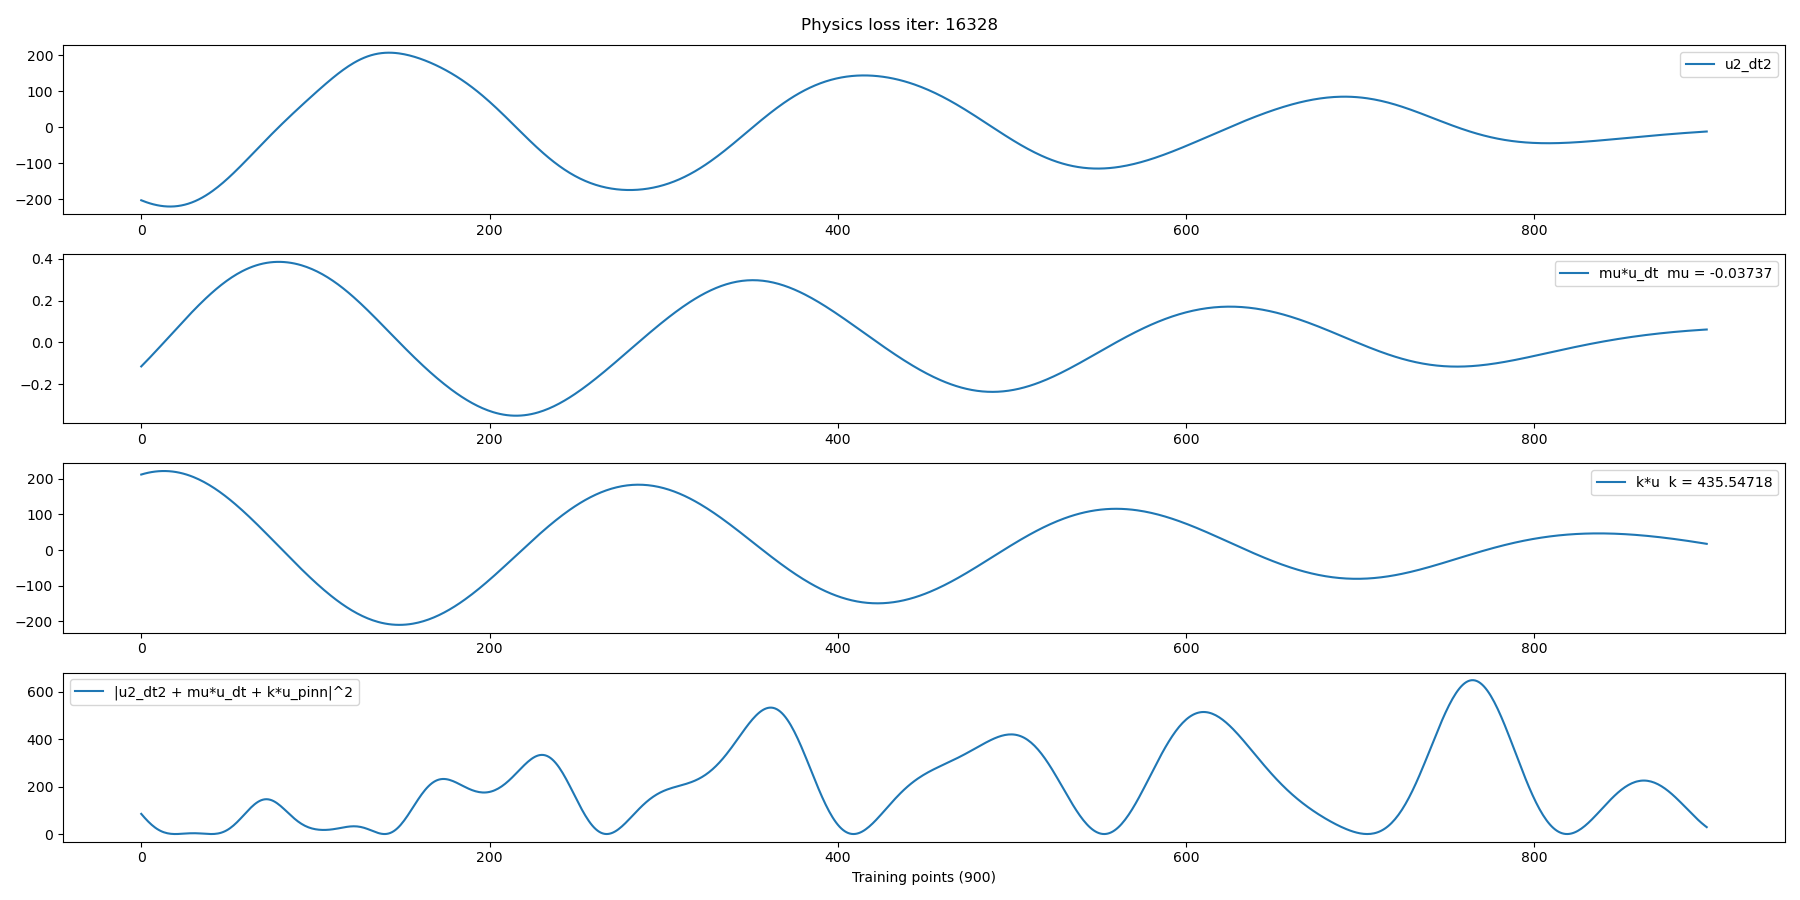 Physics loss iter: 16328
200
100
0
−100
−200
u2_dt2
0 200 400 600 800
0.4
0.2
0.0
−0.2
mu*u_dt  mu = -0.03737
0 200 400 600 800
200
100
0
−100
−200
k*u  k = 435.54718
0 200 400 600 800
600
400
200
0
|u2_dt2 + mu*u_dt + k*u_pinn|^2
0 200 400 600 800
Training points (900)